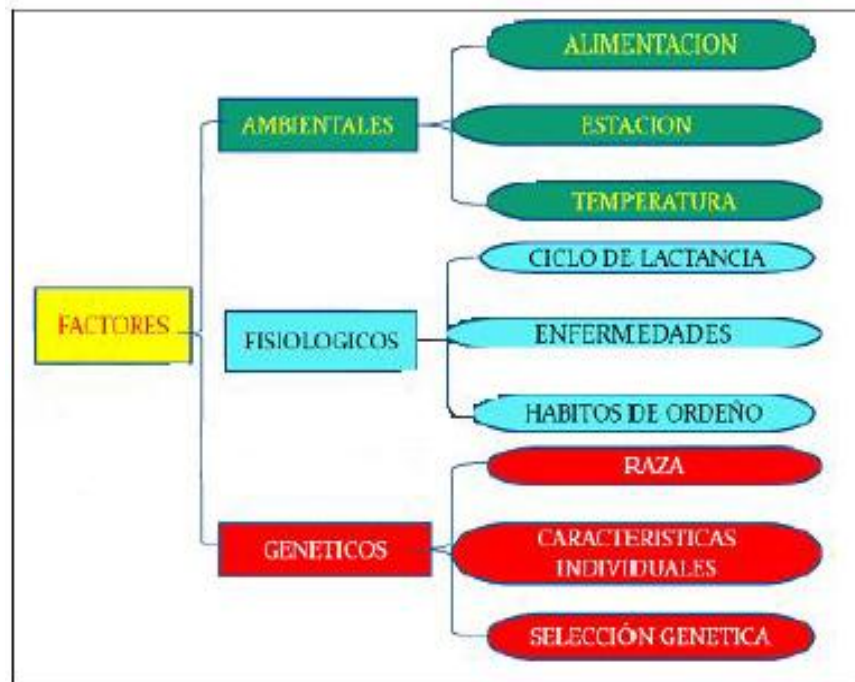 FACTORES
AMBIENTALES
ALIMENTACION
ESTACION
TEMPERATURA
FISIOLOGICOS
CICLO DE LACTANCIA
ENFERMEDADES
HABITOS DE ORDEÑO
GENETICOS
RAZA
CARACTERISTICAS
INDIVIDUALES
SELECCIÓN GENETICA